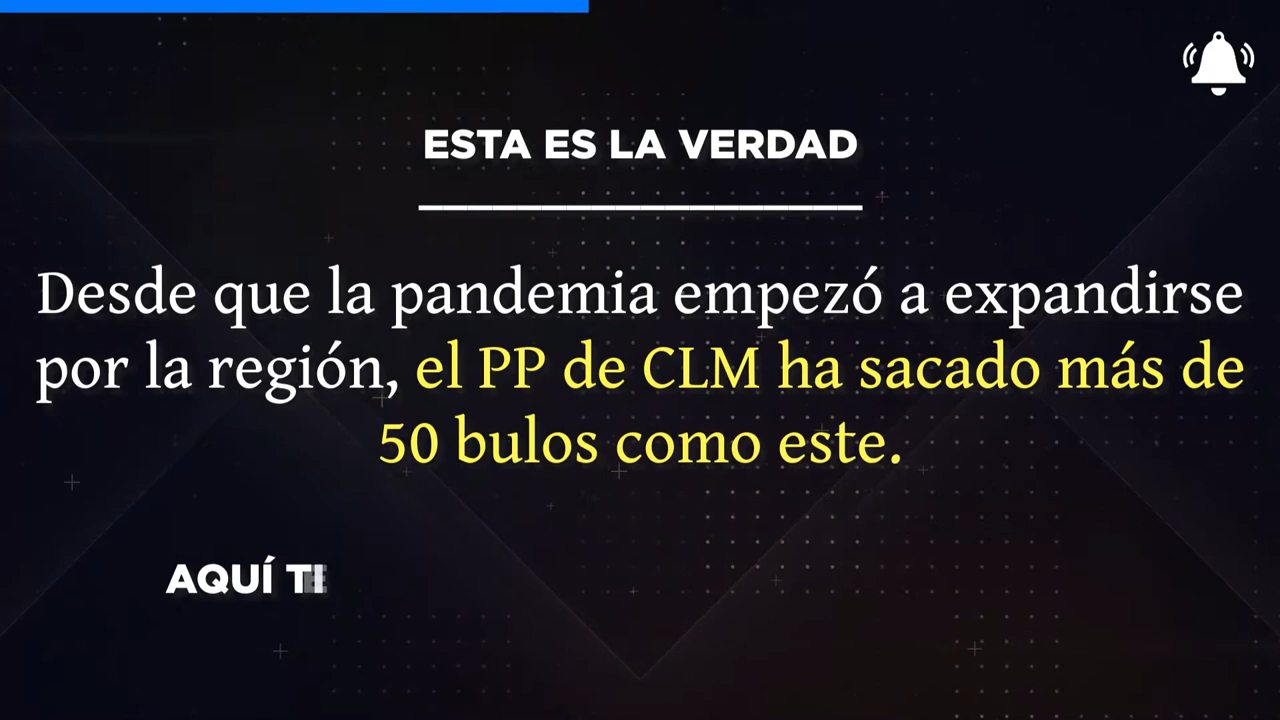 ESTA ES LA VERDAD
Desde que la pandemia empezó a expandirse
por la región, el PP de CLM ha sacado más de
50 bulos como este.
AQUÍ